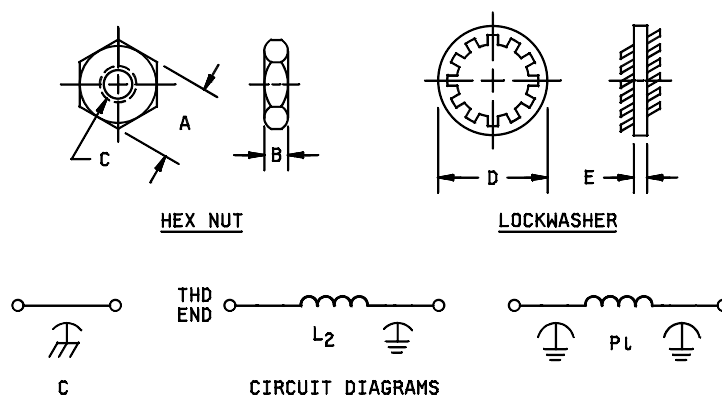 A
C
B
D
E
HEX NUT
LOCKWASHER
THD
END
L2
Pi
C
CIRCUIT DIAGRAMS